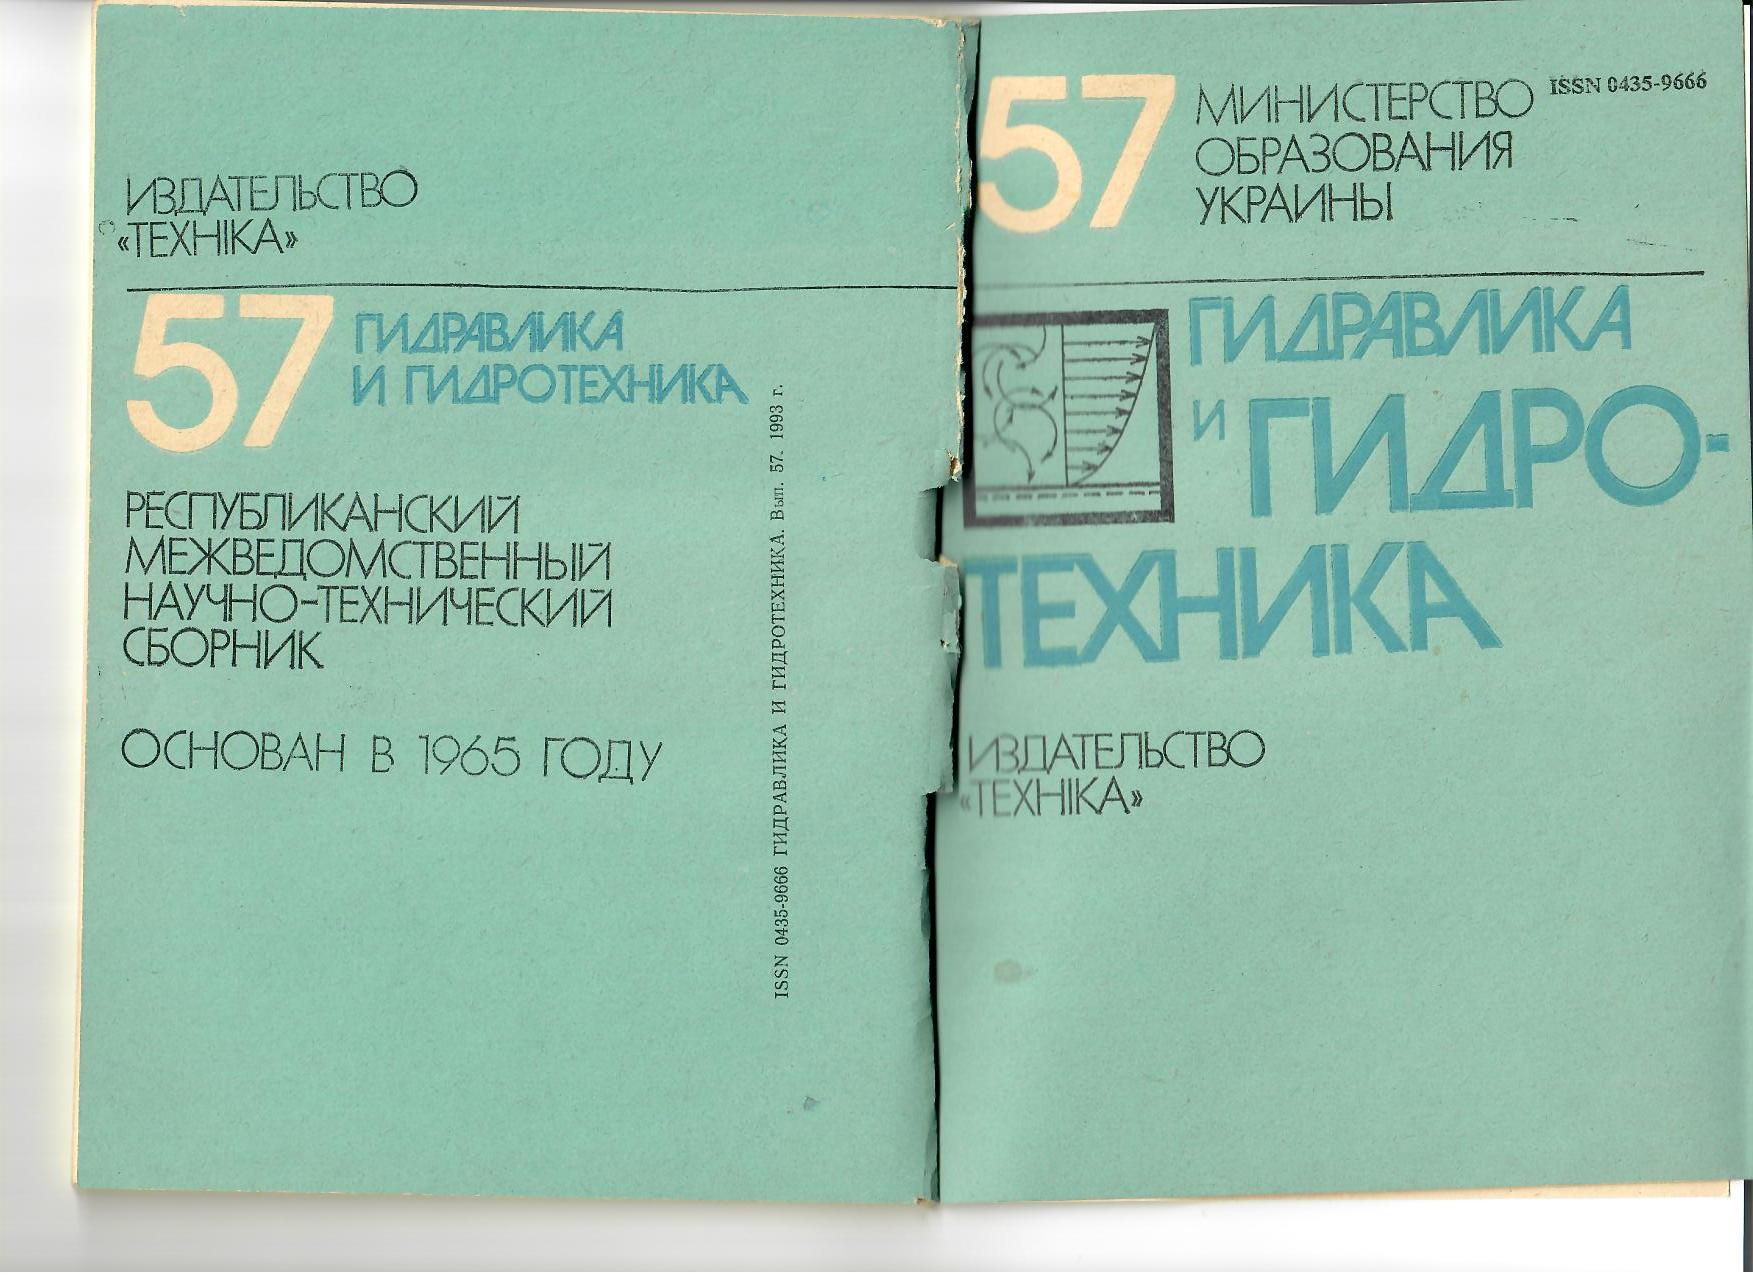 ИЗДАТЕЛЬСТВО
«ТЕХНІКА»
57
ГИДРАВЛИКА
И ГИДРОТЕХНИКА
РЕСПУБЛИКАНСКИЙ
МЕЖВЕДОМСТВЕННЫЙ
НАУЧНО-ТЕХНИЧЕСКИЙ
СБОРНИК
ОСНОВАН В 1965 ГОДУ
ISSN 0435-9666 ГИДРАВЛИКА И ГИДРОТЕХНИКА. Вып. 57. 1993 г.
57
МИНИСТЕРСТВО
ОБРАЗОВАНИЯ
УКРАИНЫ
ISSN 0435-9666
ГИДРАВЛИКА
И ГИДРО-
ТЕХНИКА
ИЗДАТЕЛЬСТВО
«ТЕХНІКА»